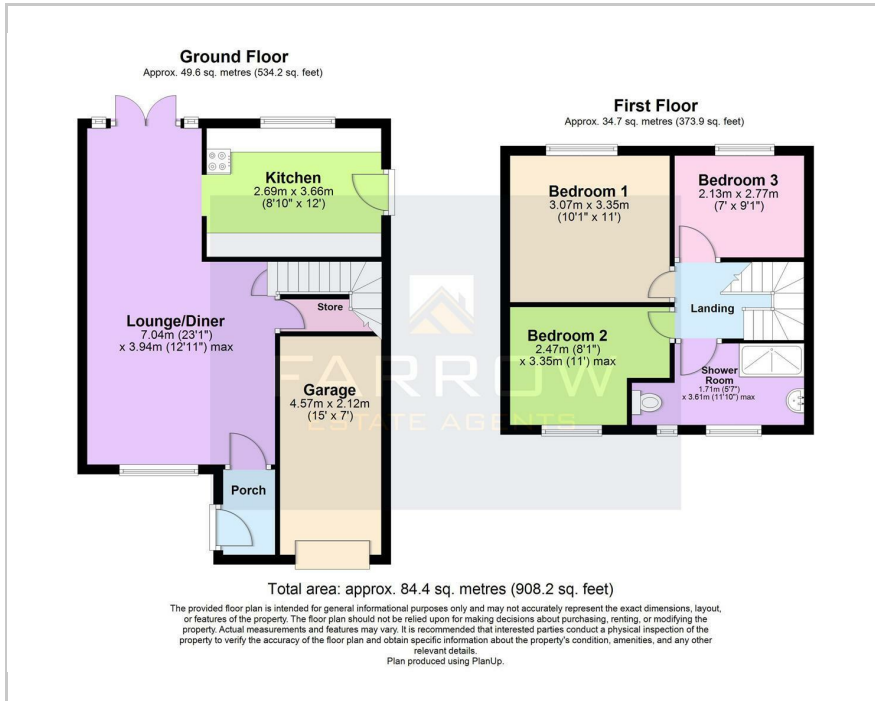 Ground Floor
Approx. 49.6 sq. metres (534.2 sq. feet)
Kitchen
2.69m x 3.66m
(8'10" x 12')
Lounge/Diner
7.04m (23'1")
x 3.94m (12'11") max
Store
Garage
4.57m x 2.12m
(15' x 7')
Porch
First Floor
Approx. 34.7 sq. metres (373.9 sq. feet)
Bedroom 1
3.07m x 3.35m
(10'1" x 11')
Bedroom 3
2.13m x 2.77m
(7' x 9'1")
Landing
Bedroom 2
2.47m (8'1")
x 3.35m (11') max
Shower
Room
1.71m (5'7")
x 3.61m (11'10") max
FARROW
ESTATE AGENTS
Total area: approx. 84.4 sq. metres (908.2 sq. feet)
The provided floor plan is intended for general informational purposes only and may not accurately represent the exact dimensions, layout,
or features of the property. The floor plan should not be relied upon for making decisions about purchasing, renting, or modifying the
property. Actual measurements and features may vary. It is recommended that interested parties conduct a physical inspection of the
property to verify the accuracy of the floor plan and obtain specific information about the property's condition, amenities, and any other
relevant details.
Plan produced using PlanUp.